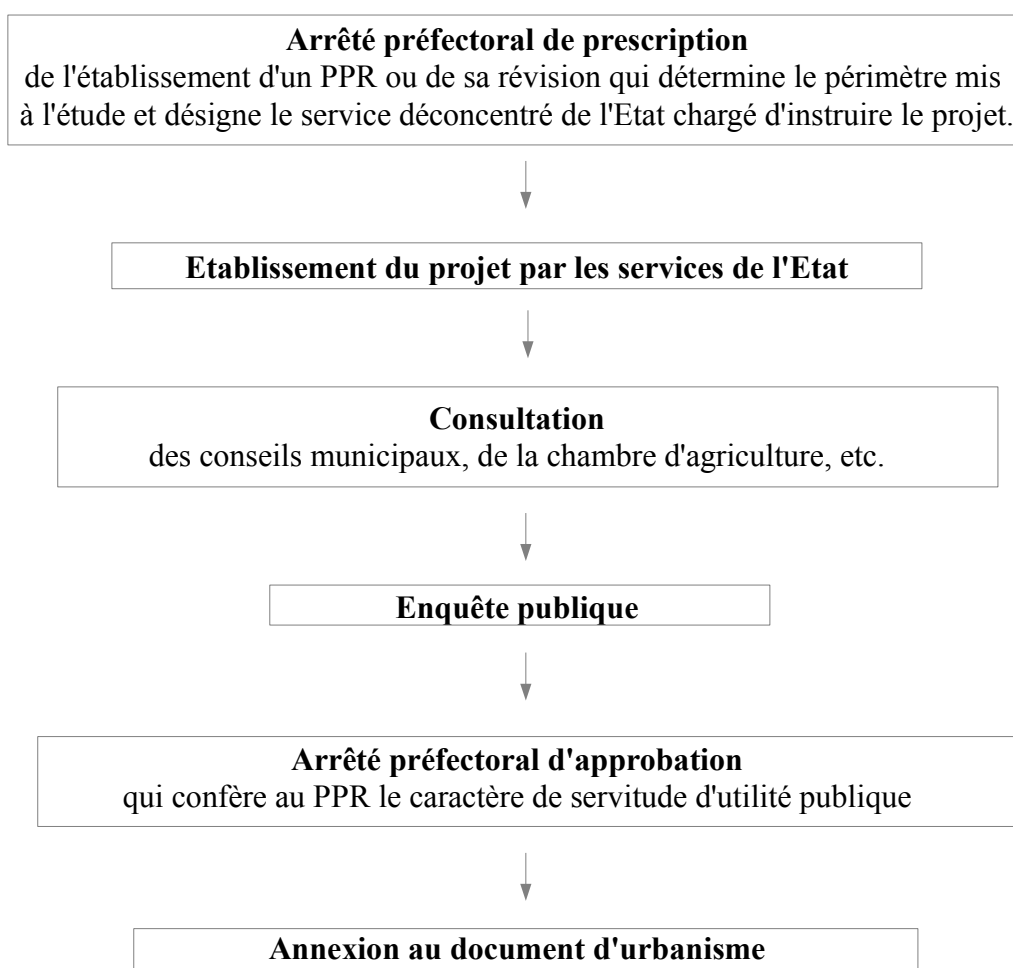 Arrêté préfectoral de prescription
de l'établissement d'un PPR ou de sa révision qui détermine le périmètre mis
à l'étude et désigne le service déconcentré de l'Etat chargé d'instruire le projet.
Etablissement du projet par les services de l'Etat
Consultation
des conseils municipaux, de la chambre d'agriculture, etc.
Enquête publique
Arrêté préfectoral d'approbation
qui confère au PPR le caractère de servitude d'utilité publique
Annexion au document d'urbanisme